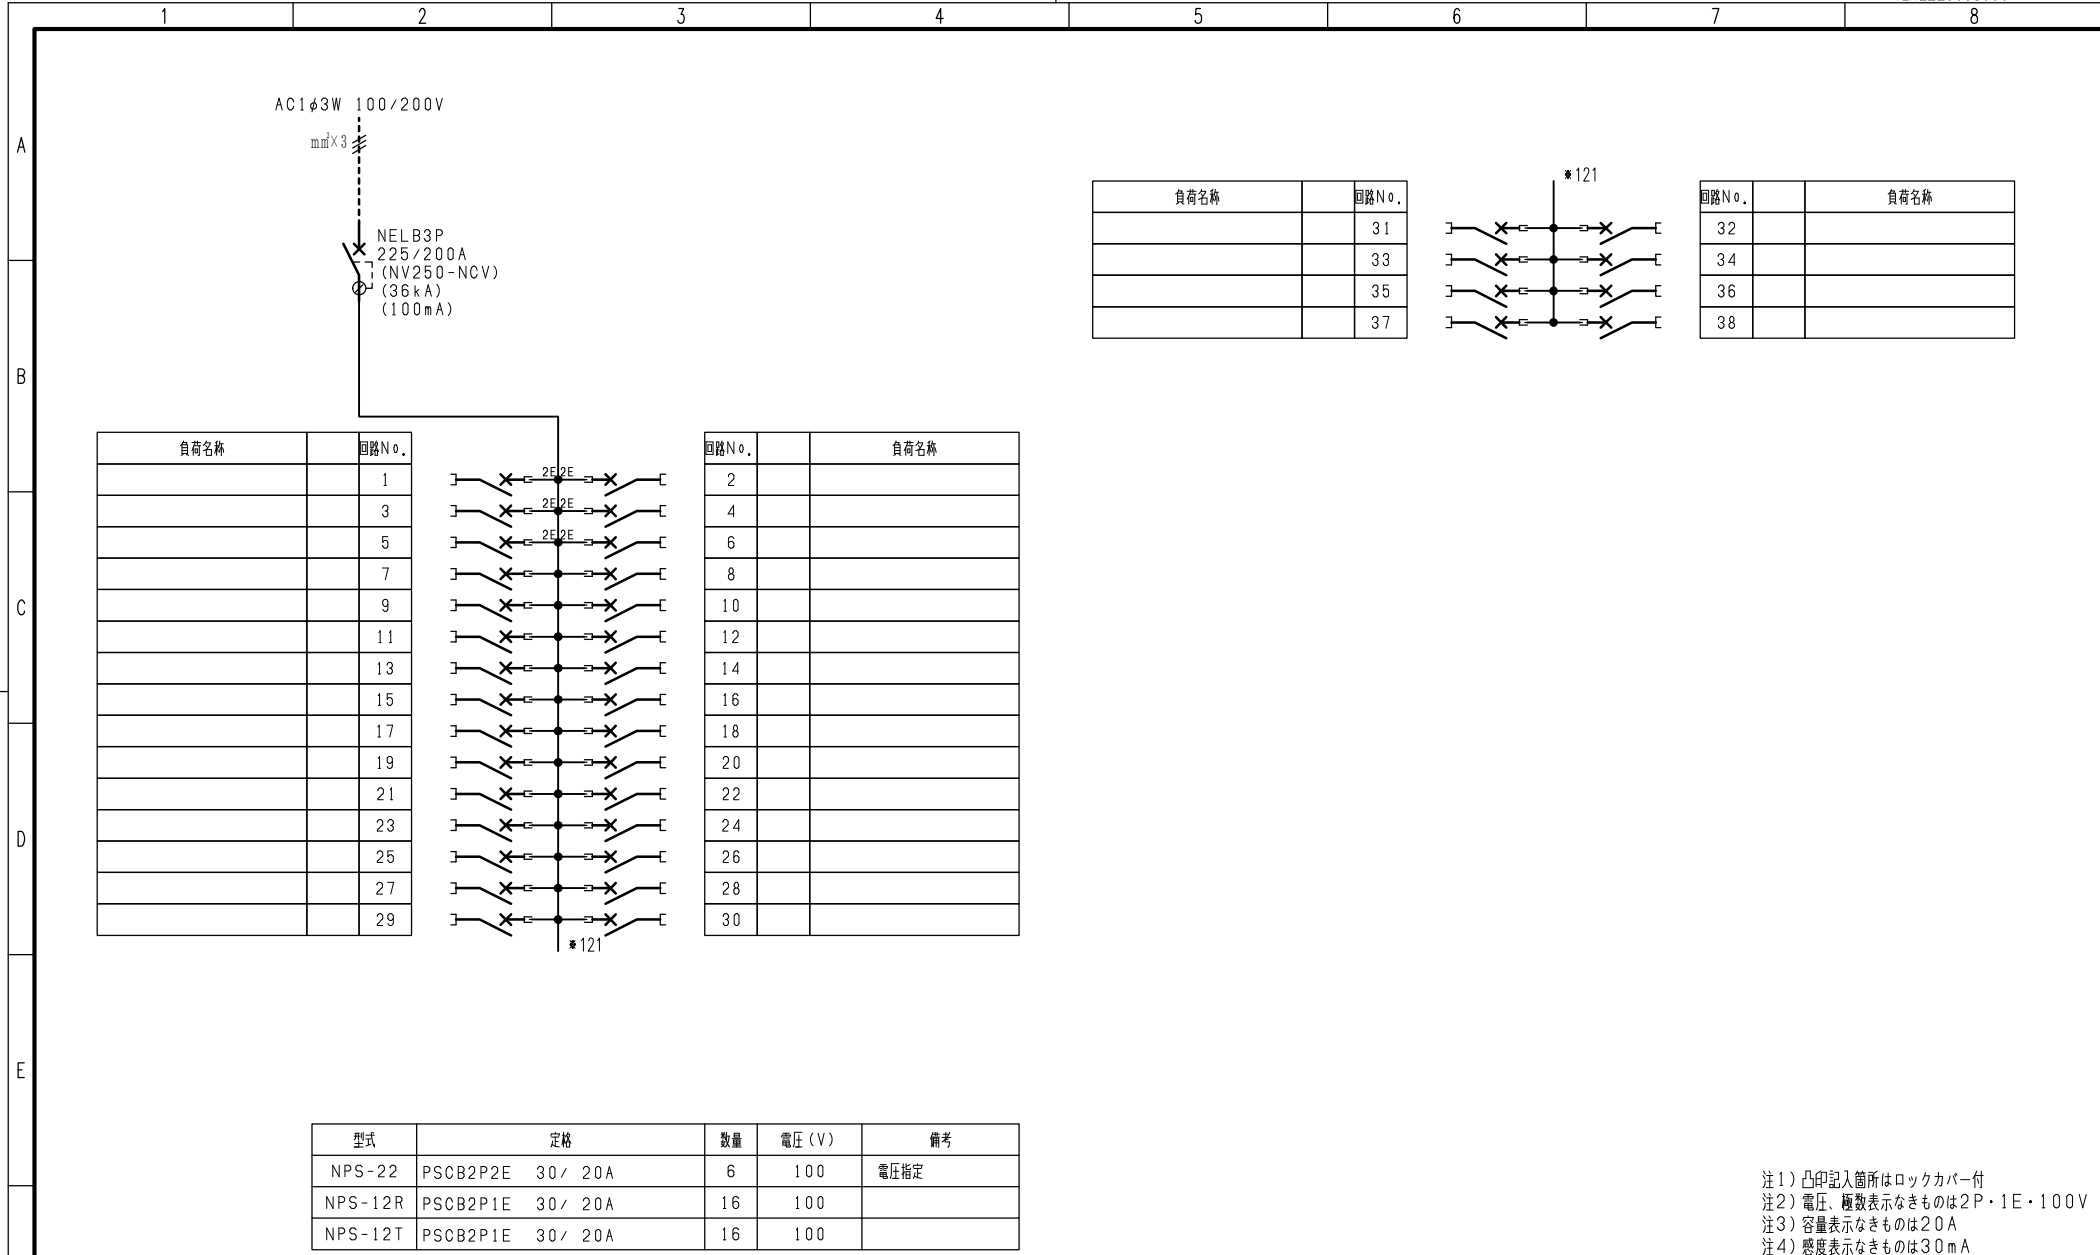 1 2 3 4 5 6 7 8
A
B
C
D
E
AC1φ3W 100/200V
mm²×3
NELB3P
225/200A
(NV250-NCV)
(36kA)
(100mA)
負荷名称 回路No. 回路No. 負荷名称
1 2E 2E 2
3 2E 2E 4
5 2E 2E 6
7 8
9 10
11 12
13 14
15 16
17 18
19 20
21 22
23 24
25 26
27 28
29 30
*121
*121
負荷名称 回路No. 回路No. 負荷名称
31 32
33 34
35 36
37 38
型式 定格 数量 電圧(V) 備考
NPS-22 PSCB2P2E 30/ 20A 6 100 電圧指定
NPS-12R PSCB2P1E 30/ 20A 16 100
NPS-12T PSCB2P1E 30/ 20A 16 100
注1)凸印記入箇所はロックカバー付
注2)電圧、極数表示なきものは2P・1E・100V
注3)容量表示なきものは20A
注4)感度表示なきものは30mA